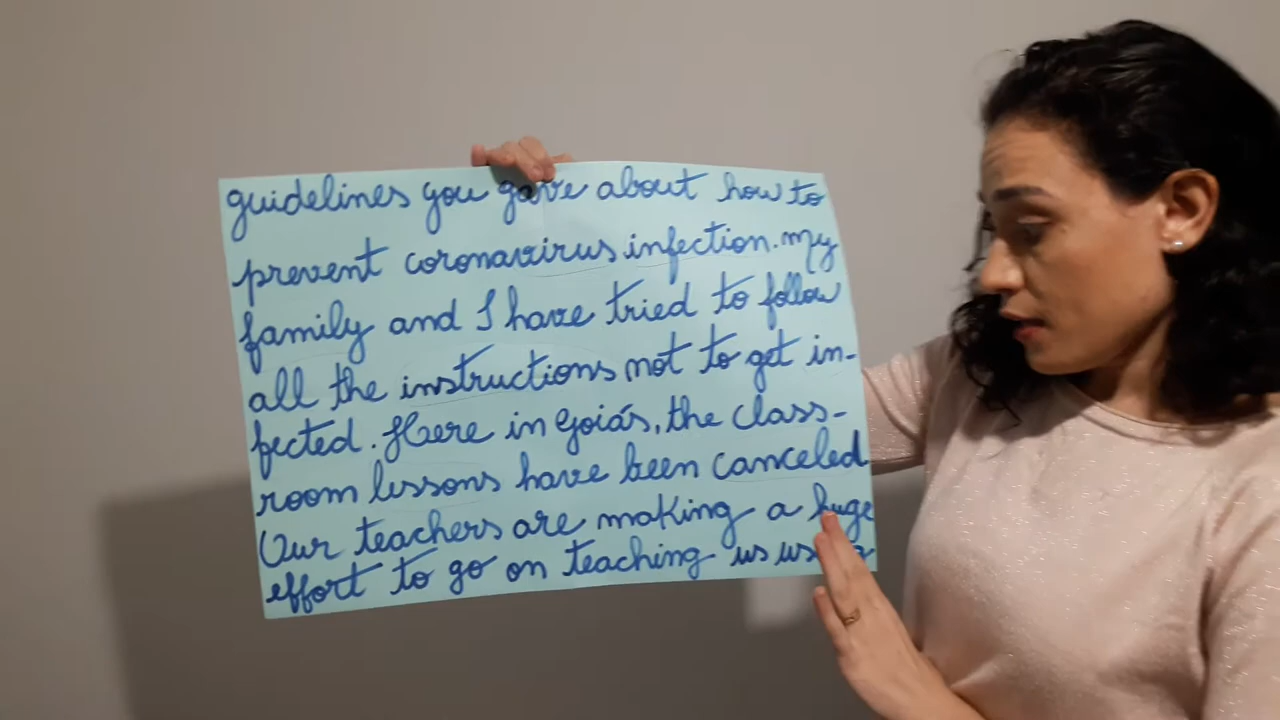 guidelines you gave about how to
prevent coronavirus infection. my
family and I have tried to follow
all the instructions not to get in-
fected. Here in Goiás, the class-
room lessons have been canceled
Our teachers are making a huge
effort to go on teaching us